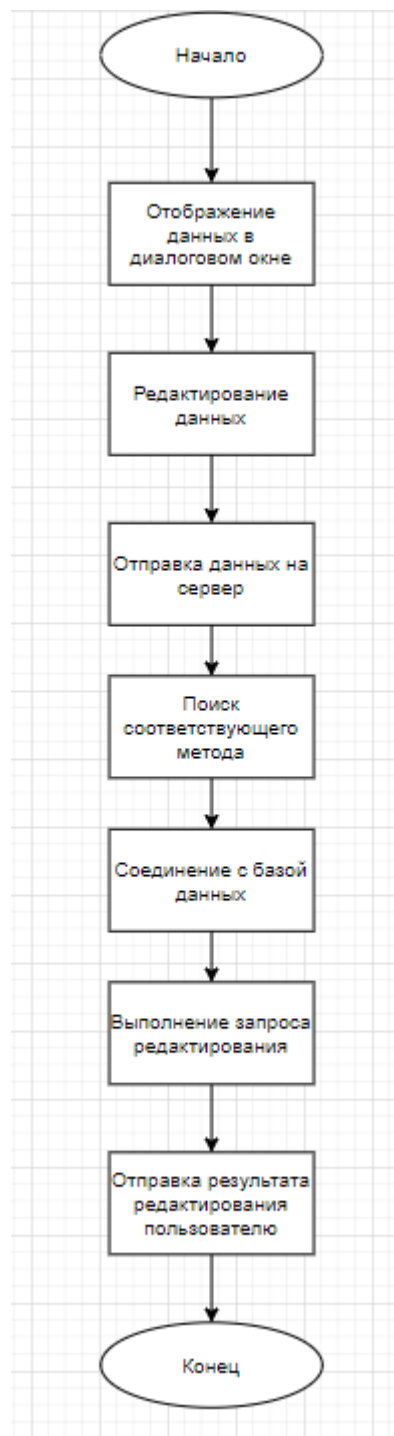 Начало
Отображение
данных в
диалоговом окне
Редактирование
данных
Отправка данных на
сервер
Поиск
соответствующего
метода
Соединение с базой
данных
Выполнение запроса
редактирования
Отправка результата
редактирования
пользователю
Конец